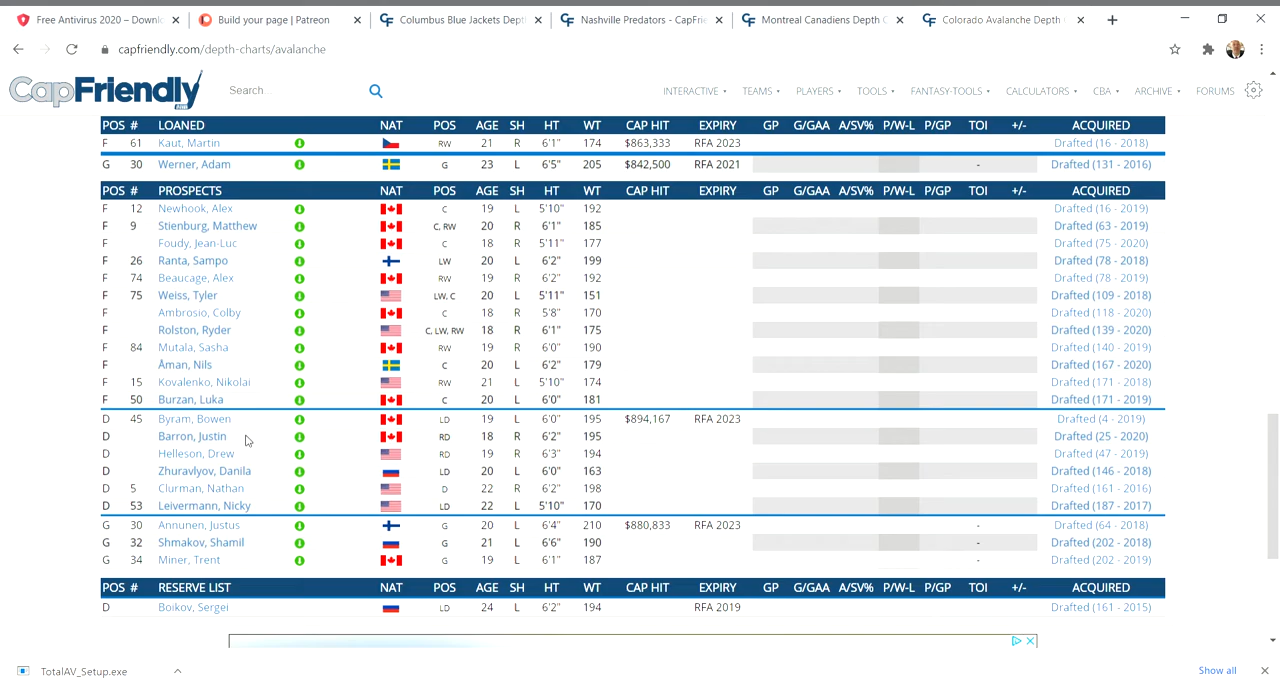 Free Antivirus 2020 – Downl Build your page | Patreon Columbus Blue Jackets Dept Nashville Predators - CapFrie Montreal Canadiens Depth C Colorado Avalanche Depth
capfriendly.com/depth-charts/avalanche
CapFriendly Search... INTERACTIVE TEAMS PLAYERS TOOLS FANTASY-TOOLS CALCULATORS CBA ARCHIVE FORUMS
POS # LOANED NAT POS AGE SH HT WT CAP HIT EXPIRY GP G/GAA A/SV% P/W-L P/GP TOI +/- ACQUIRED
F 61 Kaut, Martin RW 21 R 6'1" 174 $863,333 RFA 2023 Drafted (16 - 2018)
G 30 Werner, Adam G 23 L 6'5" 205 $842,500 RFA 2021 - Drafted (131 - 2016)
POS # PROSPECTS NAT POS AGE SH HT WT CAP HIT EXPIRY GP G/GAA A/SV% P/W-L P/GP TOI +/- ACQUIRED
F 12 Newhook, Alex C 19 L 5'10" 192 Drafted (16 - 2019)
F 9 Stienburg, Matthew C, RW 20 R 6'1" 185 Drafted (63 - 2019)
F Foudy, Jean-Luc C 18 R 5'11" 177 Drafted (75 - 2020)
F 26 Ranta, Sampo LW 20 L 6'2" 199 Drafted (78 - 2018)
F 74 Beaucage, Alex RW 19 R 6'2" 192 Drafted (78 - 2019)
F 75 Weiss, Tyler LW, C 20 L 5'11" 151 Drafted (109 - 2018)
F Ambrosio, Colby C 18 R 5'8" 170 Drafted (118 - 2020)
F Rolston, Ryder C, LW, RW 18 R 6'1" 175 Drafted (139 - 2020)
F 84 Mutala, Sasha RW 19 R 6'0" 190 Drafted (140 - 2019)
F Åman, Nils C 20 L 6'2" 179 Drafted (167 - 2020)
F 15 Kovalenko, Nikolai RW 21 L 5'10" 174 Drafted (171 - 2018)
F 50 Burzan, Luka C 20 R 6'0" 181 Drafted (171 - 2019)
D 45 Byram, Bowen LD 19 L 6'0" 195 $894,167 RFA 2023 Drafted (4 - 2019)
D Barron, Justin RD 18 R 6'2" 195 Drafted (25 - 2020)
D Helleson, Drew RD 19 R 6'3" 194 Drafted (47 - 2019)
D Zhuravlyov, Danila LD 20 L 6'0" 163 Drafted (146 - 2018)
D 5 Clurman, Nathan D 22 R 6'2" 198 Drafted (161 - 2016)
D 53 Leivermann, Nicky LD 22 L 5'10" 170 Drafted (187 - 2017)
G 30 Annunen, Justus G 20 L 6'4" 210 $880,833 RFA 2023 - Drafted (64 - 2018)
G 32 Shmakov, Shamil G 21 L 6'6" 190 - Drafted (202 - 2018)
G 34 Miner, Trent G 19 L 6'1" 187 - Drafted (202 - 2019)
POS # RESERVE LIST NAT POS AGE SH HT WT CAP HIT EXPIRY GP G/GAA A/SV% P/W-L P/GP TOI +/- ACQUIRED
D Boikov, Sergei LD 24 L 6'2" 194 RFA 2019 Drafted (161 - 2015)
TotalAV_Setup.exe Show all